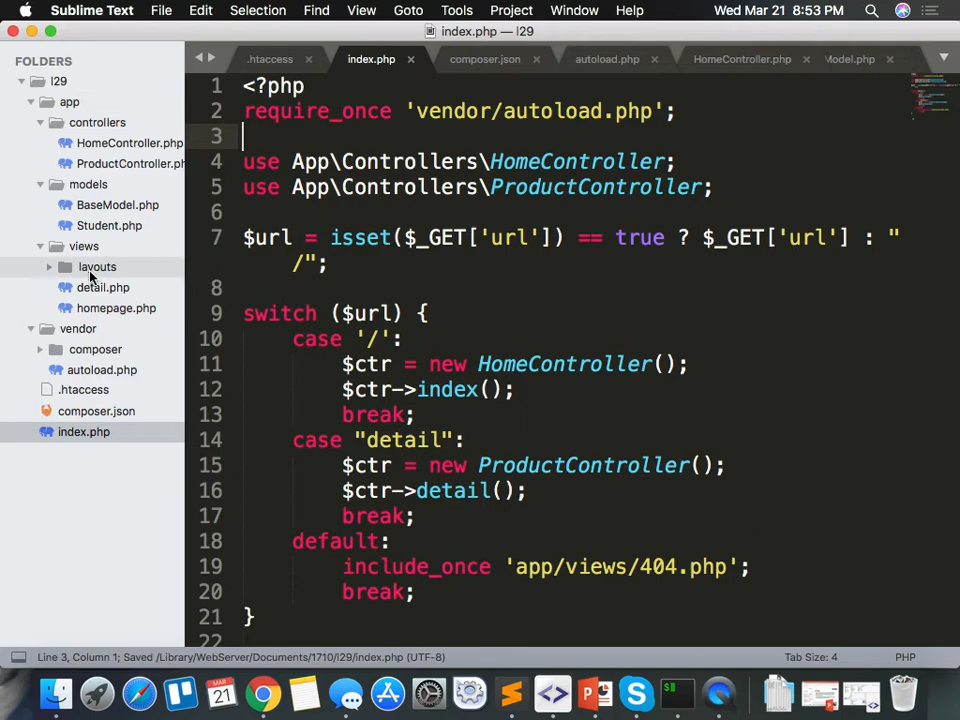 Sublime Text File Edit Selection Find View Goto Tools Project Window Help Wed Mar 21 8:53 PM
index.php — l29
FOLDERS
l29
app
controllers
HomeController.php
ProductController.ph
models
BaseModel.php
Student.php
views
layouts
detail.php
homepage.php
vendor
composer
autoload.php
.htaccess
composer.json
index.php
.htaccess × index.php × composer.json × autoload.php × HomeController.php × Model.php ×
1 <?php
2 require_once 'vendor/autoload.php';
3
4 use App\Controllers\HomeController;
5 use App\Controllers\ProductController;
6
7 $url = isset($_GET['url']) == true ? $_GET['url'] : "
/";
8
9 switch ($url) {
10 case '/':
11 $ctr = new HomeController();
12 $ctr->index();
13 break;
14 case "detail":
15 $ctr = new ProductController();
16 $ctr->detail();
17 break;
18 default:
19 include_once 'app/views/404.php';
20 break;
21 }
22
Line 3, Column 1; Saved /Library/WebServer/Documents/1710/l29/index.php (UTF-8) Tab Size: 4 PHP
MAR
21